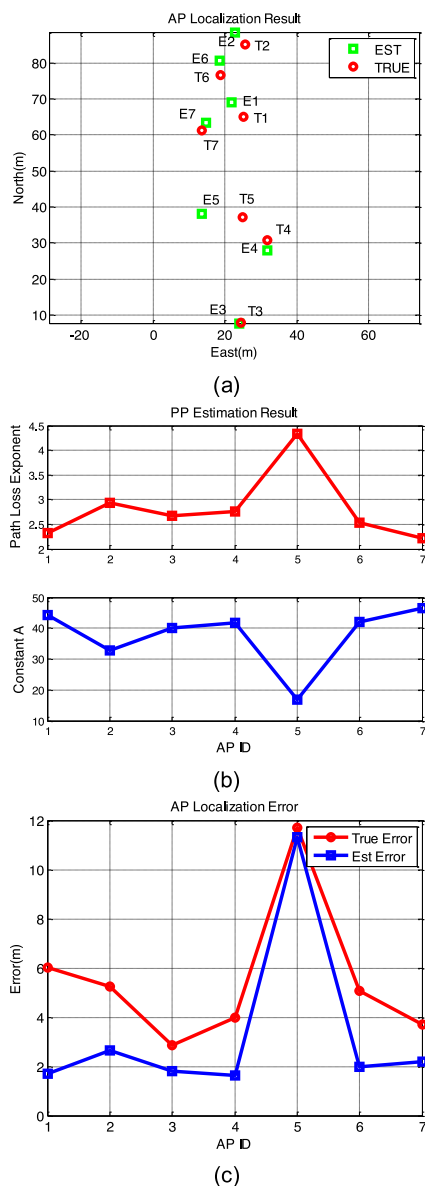 AP Localization Result
E2
T2
EST
TRUE
E6
T6
E1
T1
E7
T7
E5
T5
T4
E4
E3
T3
80
70
60
50
40
30
20
10
-20
0
20
40
60
North(m)
East(m)
(a)
PP Estimation Result
Path Loss Exponent
4.5
4
3.5
3
2.5
2
1 2 3 4 5 6 7
Constant A
50
40
30
20
10
1 2 3 4 5 6 7
AP ID
(b)
AP Localization Error
True Error
Est Error
Error(m)
12
10
8
6
4
2
0
1 2 3 4 5 6 7
AP ID
(c)